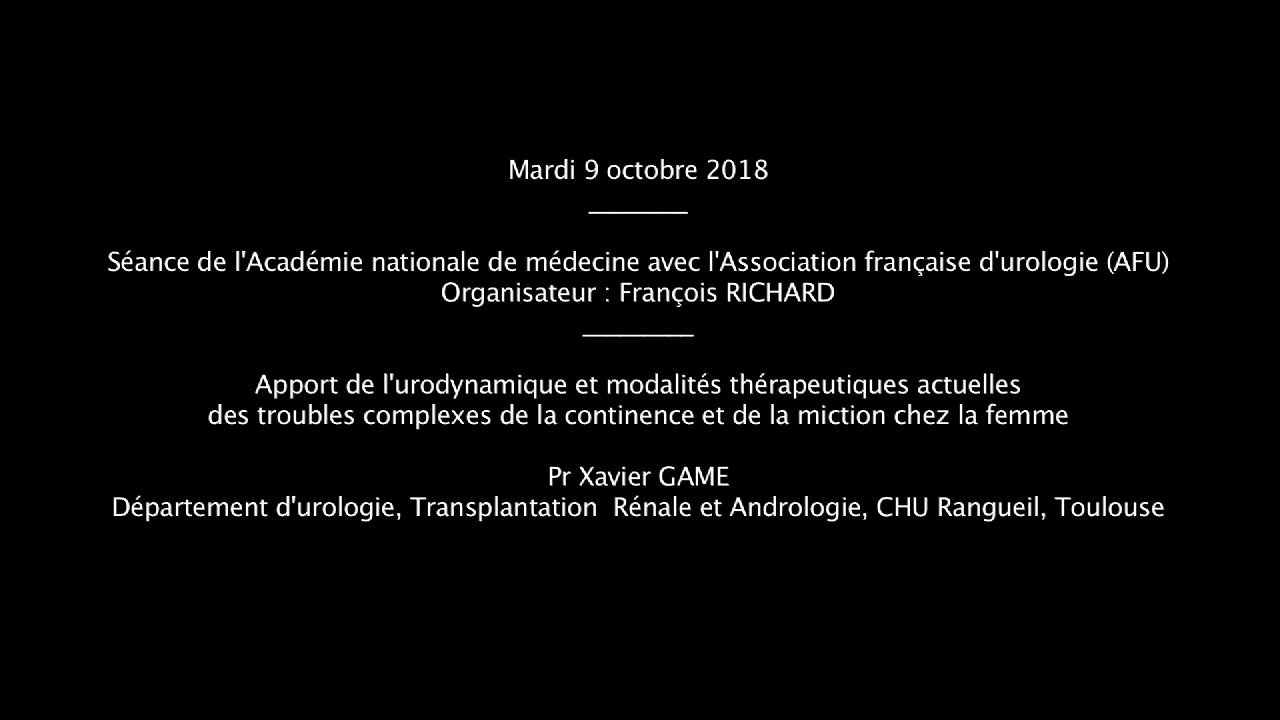 Mardi 9 octobre 2018
Séance de l'Académie nationale de médecine avec l'Association française d'urologie (AFU)
Organisateur : François RICHARD
Apport de l'urodynamique et modalités thérapeutiques actuelles
des troubles complexes de la continence et de la miction chez la femme
Pr Xavier GAME
Département d'urologie, Transplantation  Rénale et Andrologie, CHU Rangueil, Toulouse